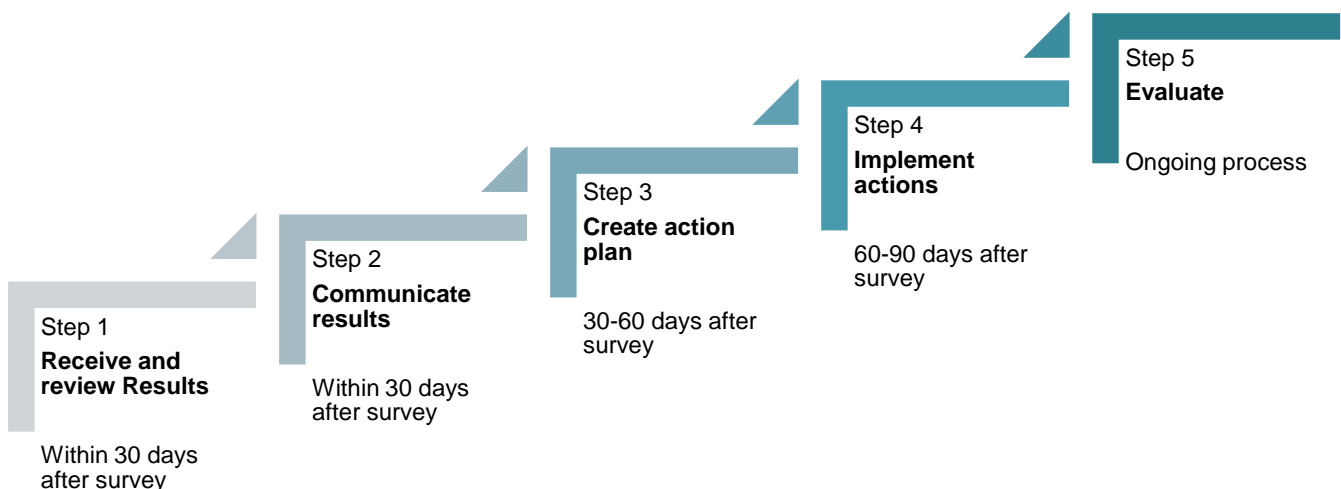 Step 1
Receive and
review Results
Within 30 days
after survey
Step 2
Communicate
results
Within 30 days
after survey
Step 3
Create action
plan
30-60 days after
survey
Step 4
Implement
actions
60-90 days after
survey
Step 5
Evaluate
Ongoing process